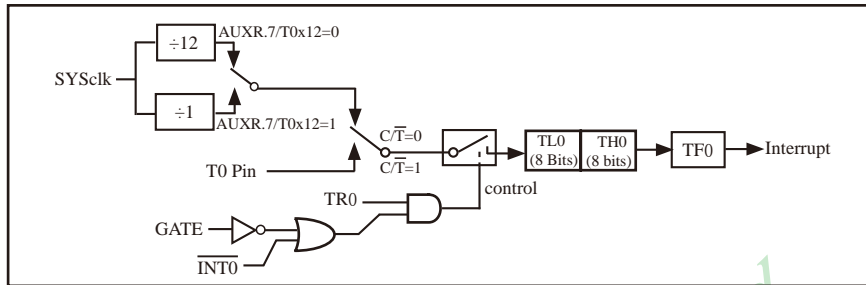 ÷12
AUXR.7/T0x12=0
SYSclk
÷1
AUXR.7/T0x12=1
C/T̅=0
C/T̅=1
T0 Pin
TL0
(8 Bits)
TH0
(8 bits)
TF0
Interrupt
control
TR0
GATE
I̅N̅T̅0̅